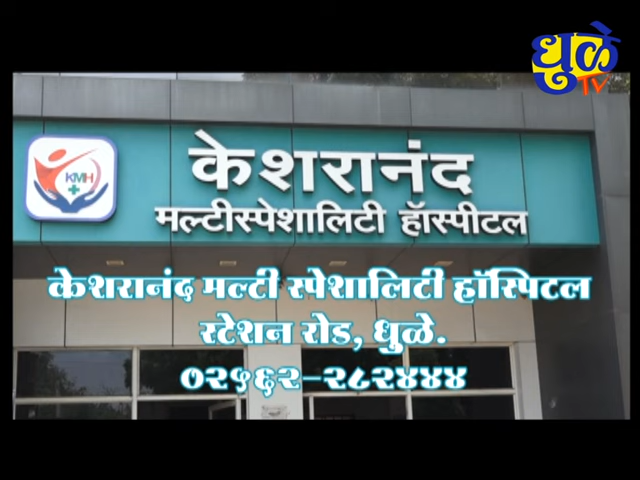 धुळे
TV
KMH
केशरानंद
मल्टीस्पेशालिटी हॉस्पीटल
केशरानंद मल्टी स्पेशालिटी हॉस्पिटल
स्टेशन रोड, धुळे.
०२५६२-२८२४४४